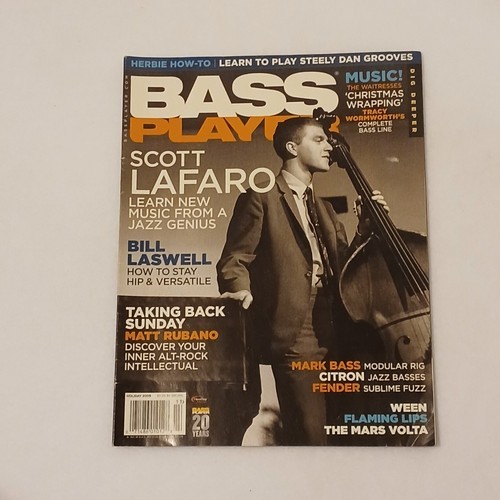 HERBIE HOW-TO | LEARN TO PLAY STEELY DAN GROOVES
BASS
PLAYER
MUSIC!
THE WAITRESSES
'CHRISTMAS
WRAPPING'
TRACY
WORMWORTH'S
COMPLETE
BASS LINE
DIG DEEPER
SCOTT
LAFARO
LEARN NEW
MUSIC FROM A
JAZZ GENIUS
BILL
LASWELL
HOW TO STAY
HIP & VERSATILE
TAKING BACK
SUNDAY
MATT RUBANO
DISCOVER YOUR
INNER ALT-ROCK
INTELLECTUAL
MARK BASS MODULAR RIG
CITRON JAZZ BASSES
FENDER SUBLIME FUZZ
WEEN
FLAMING LIPS
THE MARS VOLTA
HOLIDAY 2009
20
YEARS